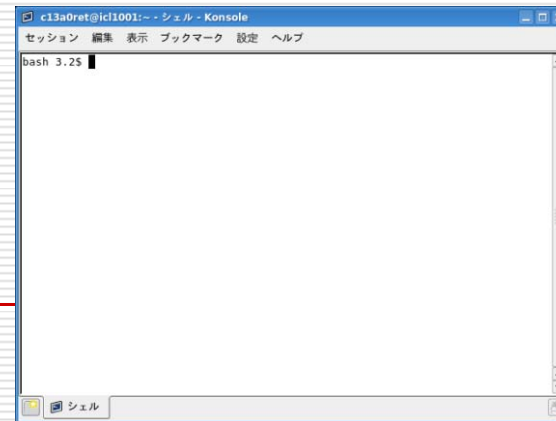 c13a0ret@icl1001:~ - シェル - Konsole
セッション 編集 表示 ブックマーク 設定 ヘルプ
bash 3.2$
シェル